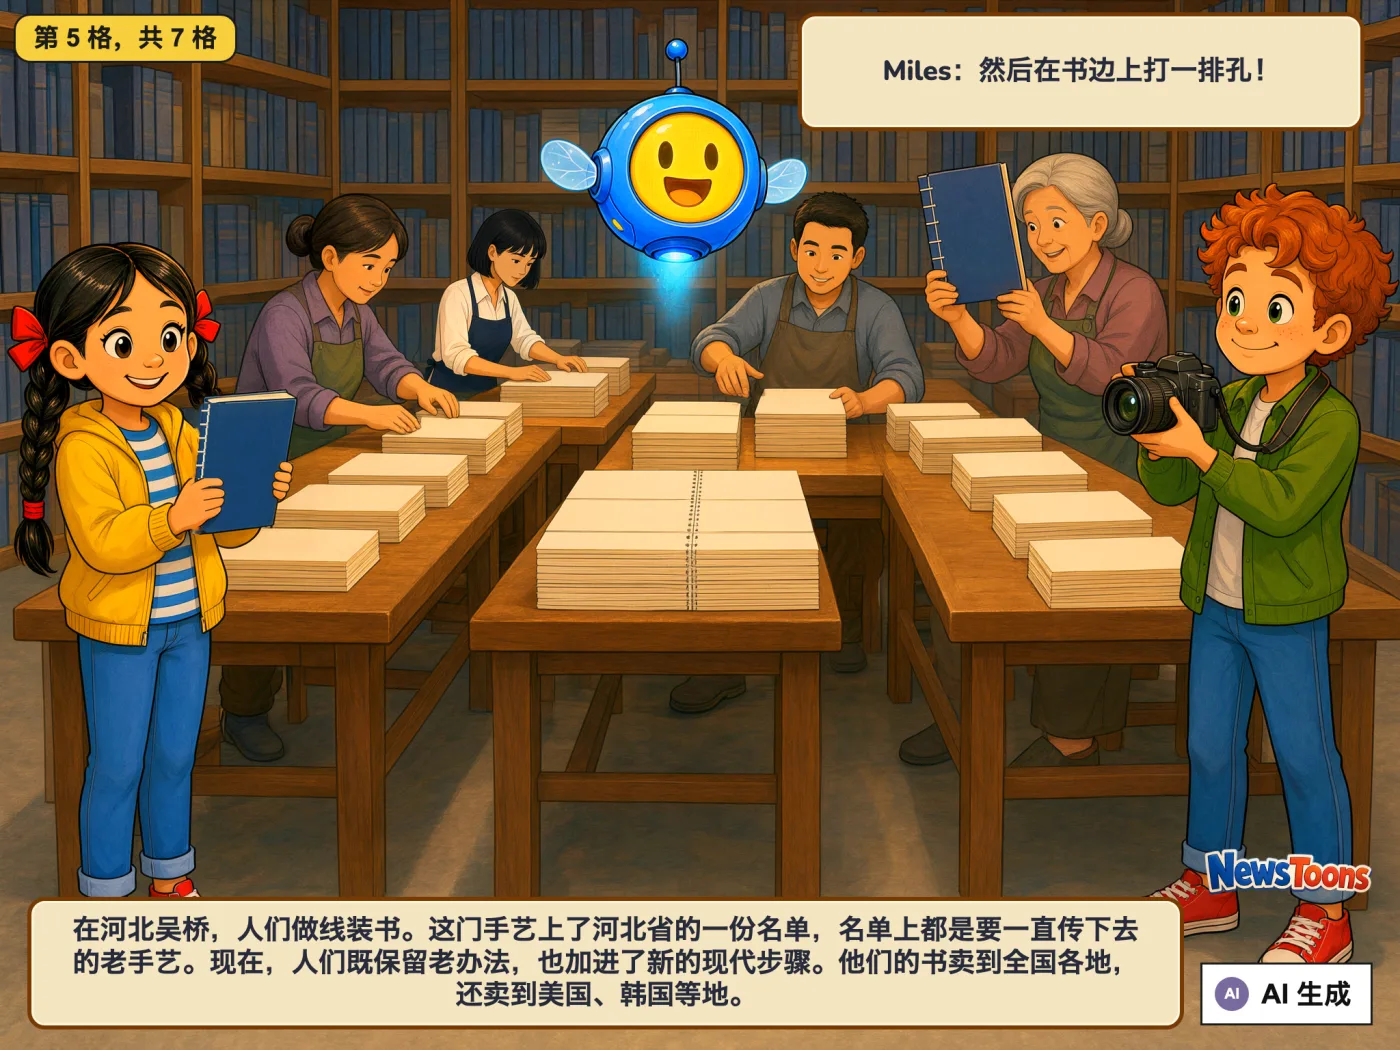 第 5 格，共 7 格
Miles：然后在书边上打一排孔！
NewsToons
在河北吴桥，人们做线装书。这门手艺上了河北省的一份名单，名单上都是要一直传下去
的老手艺。现在，人们既保留老办法，也加进了新的现代步骤。他们的书卖到全国各地，
还卖到美国、韩国等地。
AI AI 生成